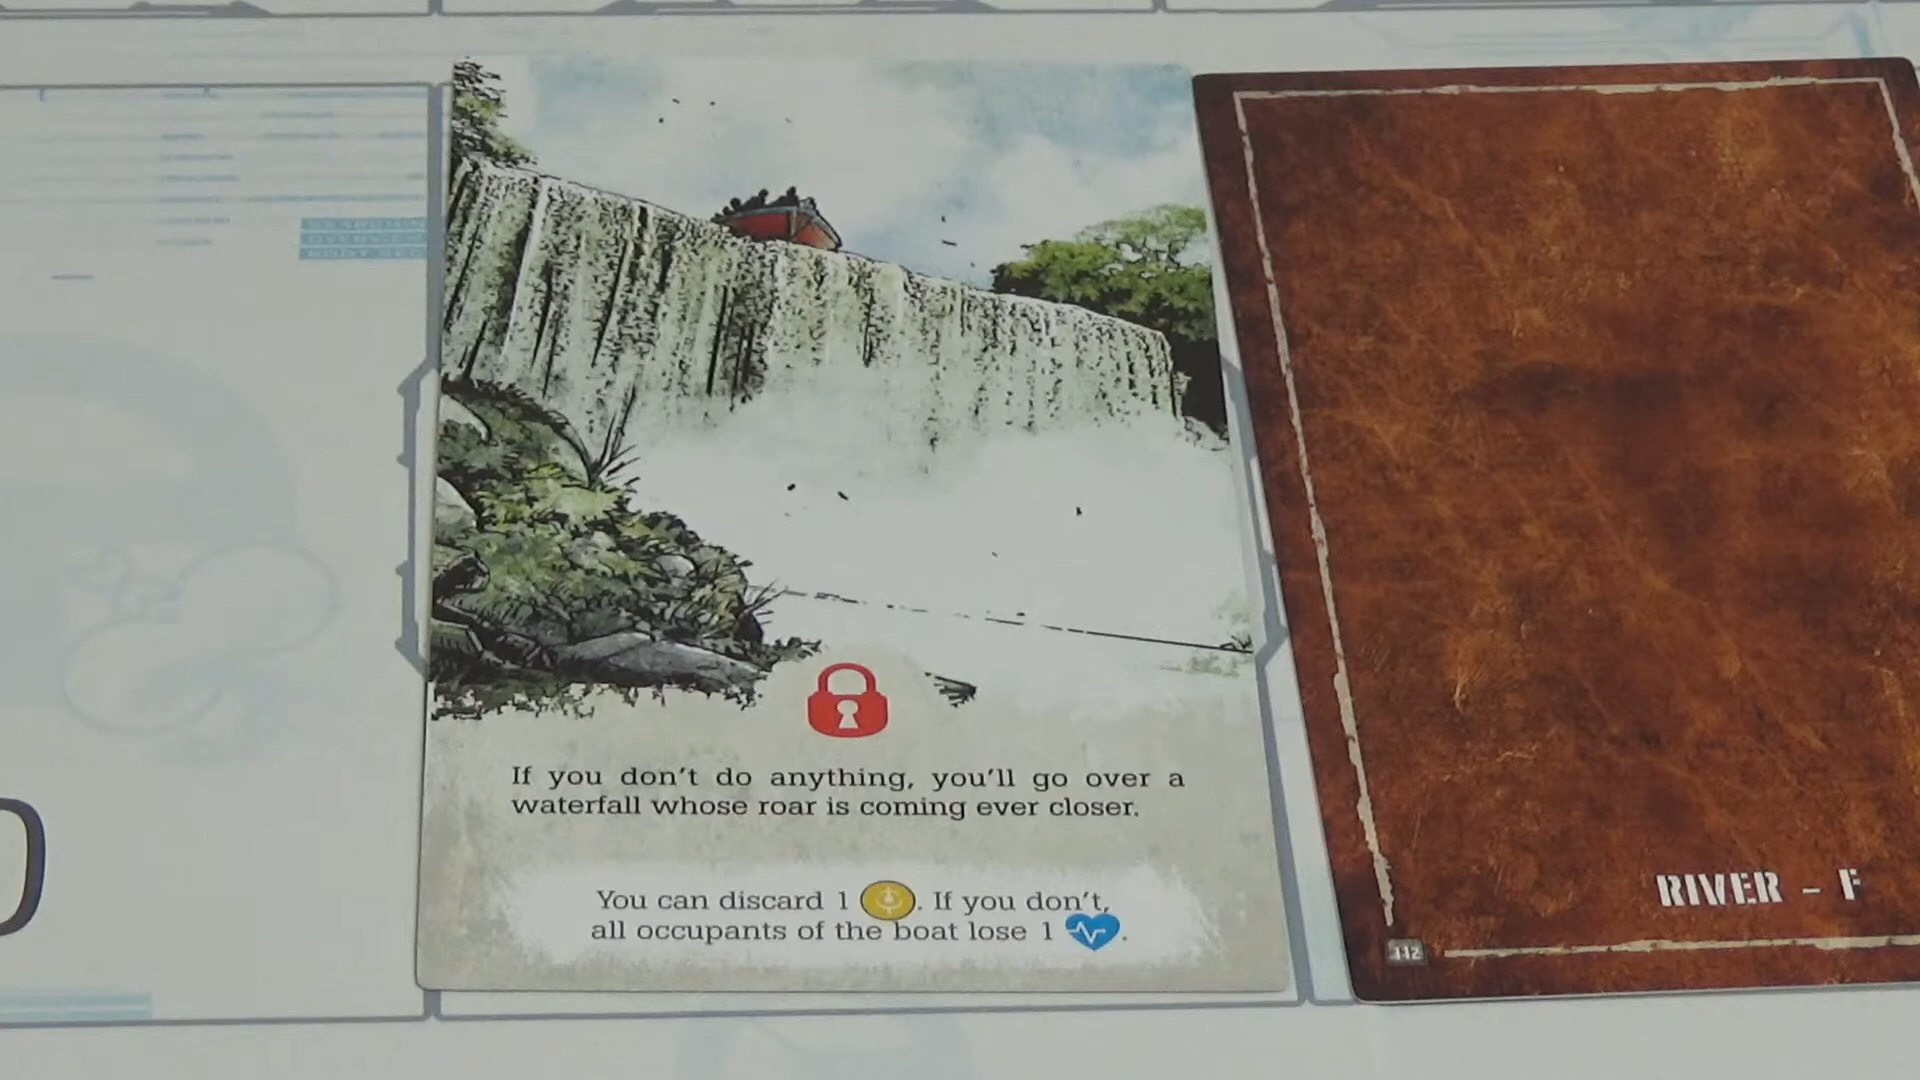 If you don't do anything, you'll go over a
waterfall whose roar is coming ever closer.
You can discard 1 . If you don't,
all occupants of the boat lose 1 .
RIVER – F
112